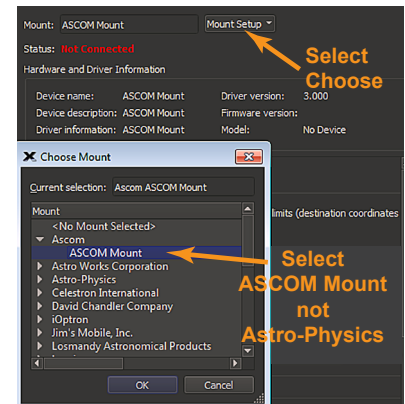 Mount: ASCOM Mount Mount Setup
Status: Not Connected
Select
Choose
Hardware and Driver Information
Device name: ASCOM Mount Driver version: 3.000
Device description: ASCOM Mount Firmware version:
Driver information: ASCOM Mount Model: No Device
Choose Mount
Current selection: Ascom ASCOM Mount
Mount
<No Mount Selected>
Ascom
ASCOM Mount
Astro Works Corporation
Astro-Physics
Celestron International
David Chandler Company
iOptron
Jim's Mobile, Inc.
Losmandy Astronomical Products
OK Cancel
limits (destination coordinates
Select
ASCOM Mount
not
Astro-Physics